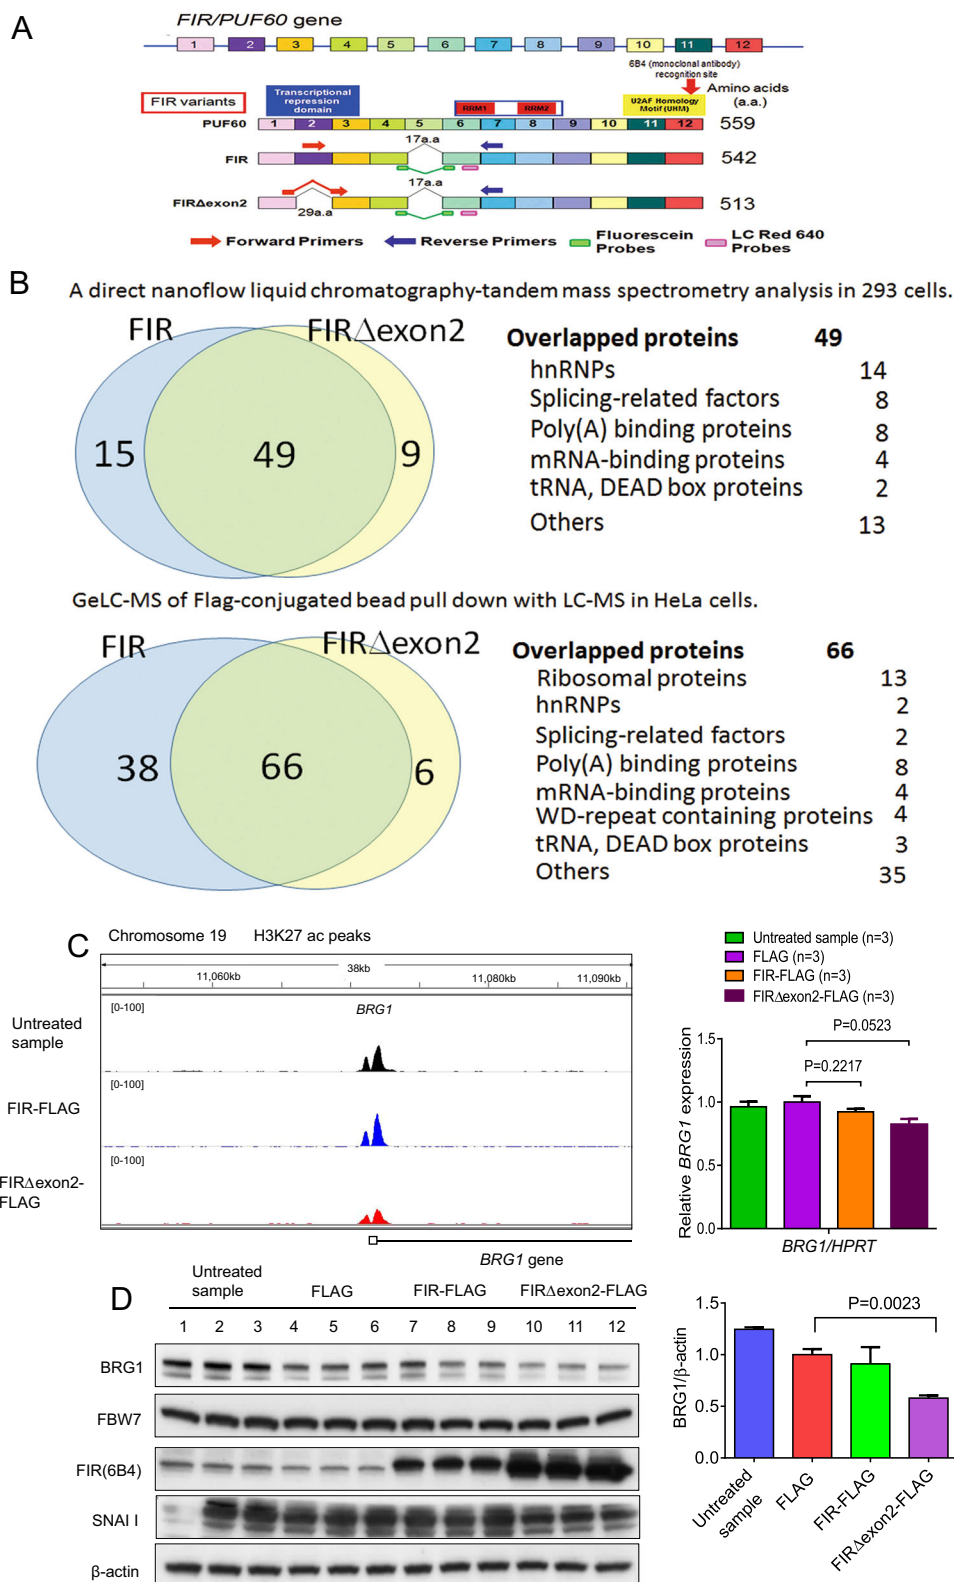 A
FIR/PUF60 gene
1 2 3 4 5 6 7 8 9 10 11 12
6B4 (monoclonal antibody)
recognition site
FIR variants
Transcriptional
repression
domain
RRM1 RRM2
U2AF Homology
Motif (UHM)
Amino acids
(a.a.)
PUF60 1 2 3 4 5 6 7 8 9 10 11 12 559
17a.a
FIR 542
17a.a
FIRΔexon2 513
29a.a
Forward Primers Reverse Primers Fluorescein
Probes LC Red 640
Probes
B
A direct nanoflow liquid chromatography-tandem mass spectrometry analysis in 293 cells.
FIR FIRΔexon2
15 49 9
Overlapped proteins 49
hnRNPs 14
Splicing-related factors 8
Poly(A) binding proteins 8
mRNA-binding proteins 4
tRNA, DEAD box proteins 2
Others 13
GeLC-MS of Flag-conjugated bead pull down with LC-MS in HeLa cells.
FIR FIRΔexon2
38 66 6
Overlapped proteins 66
Ribosomal proteins 13
hnRNPs 2
Splicing-related factors 2
Poly(A) binding proteins 8
mRNA-binding proteins 4
WD-repeat containing proteins 4
tRNA, DEAD box proteins 3
Others 35
C
Chromosome 19 H3K27 ac peaks
38kb
11,060kb 11,080kb 11,090kb
[0-100]
BRG1
Untreated
sample
[0-100]
FIR-FLAG
[0-100]
FIRΔexon2-
FLAG
BRG1 gene
Untreated sample (n=3)
FLAG (n=3)
FIR-FLAG (n=3)
FIRΔexon2-FLAG (n=3)
P=0.0523
P=0.2217
Relative BRG1 expression
1.5
1.0
0.5
0.0
BRG1/HPRT
D
Untreated
sample
FLAG
FIR-FLAG
FIRΔexon2-FLAG
1 2 3 4 5 6 7 8 9 10 11 12
BRG1
FBW7
FIR(6B4)
SNAI I
β-actin
P=0.0023
BRG1/β-actin
1.5
1.0
0.5
0.0
Untreated
sample
FLAG
FIR-FLAG
FIRΔexon2-FLAG